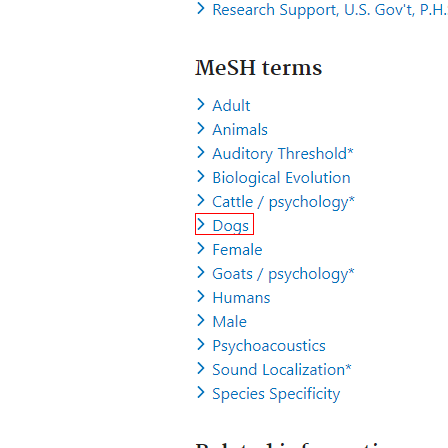 Research Support, U.S. Gov't, P.H.
MeSH terms
Adult
Animals
Auditory Threshold*
Biological Evolution
Cattle / psychology*
Dogs
Female
Goats / psychology*
Humans
Male
Psychoacoustics
Sound Localization*
Species Specificity